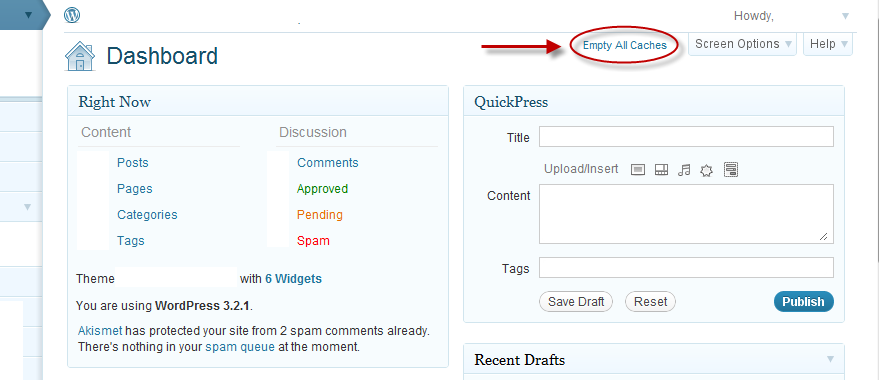 Howdy,
Dashboard
Empty All Caches
Screen Options
Help
Right Now
Content
Discussion
Posts
Comments
Pages
Approved
Categories
Pending
Tags
Spam
Theme with 6 Widgets
You are using WordPress 3.2.1.
Akismet has protected your site from 2 spam comments already.
There's nothing in your spam queue at the moment.
QuickPress
Title
Upload/Insert
Content
Tags
Save Draft
Reset
Publish
Recent Drafts